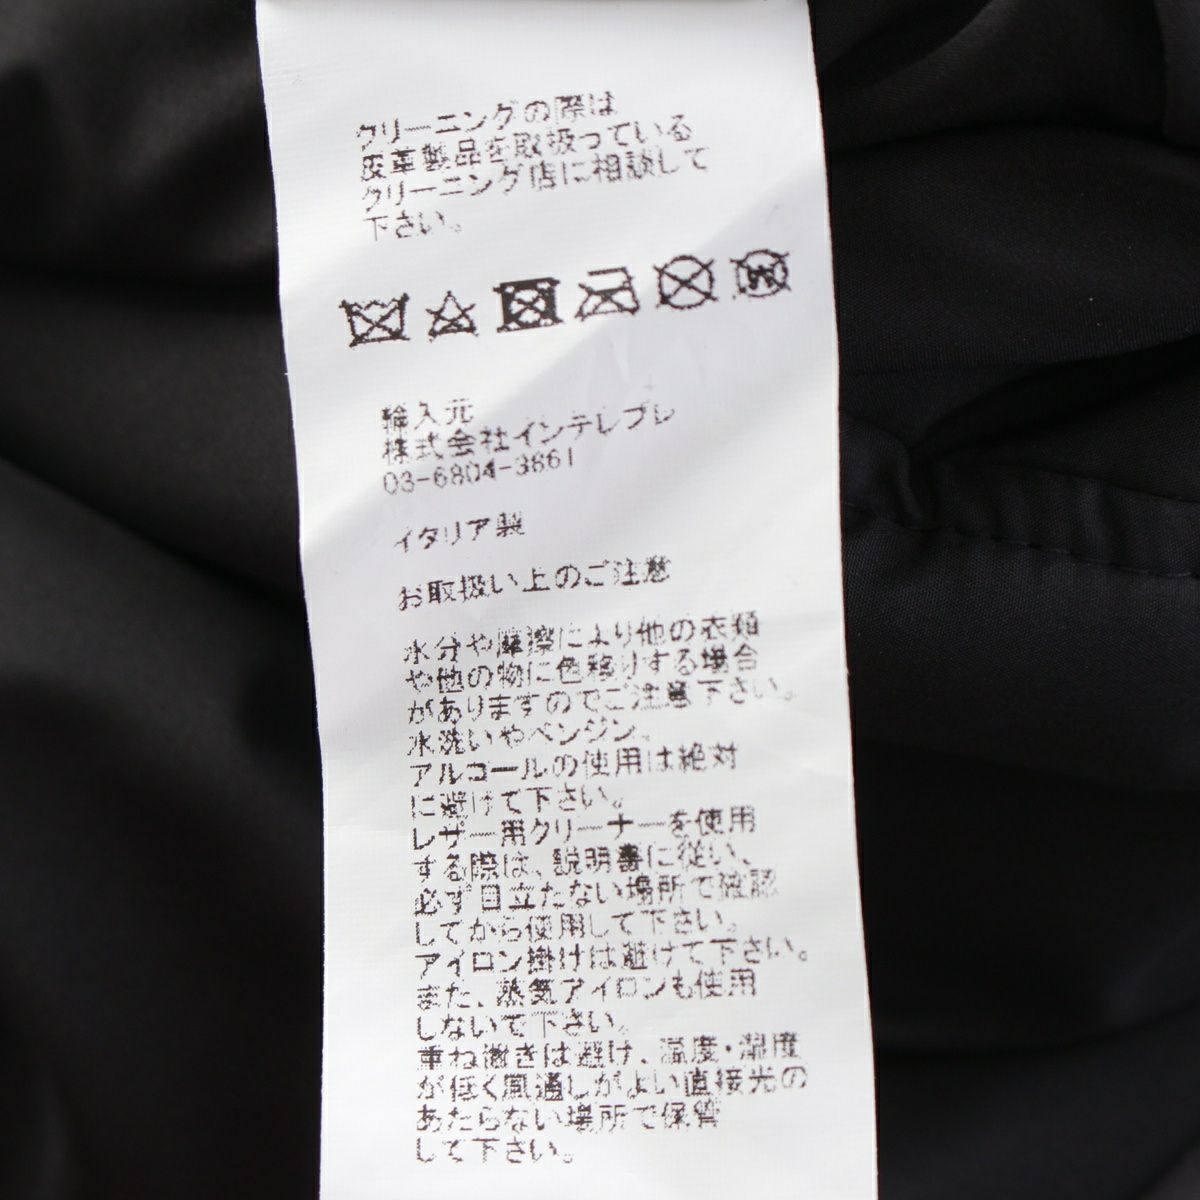 クリーニングの際は
皮革製品を取扱っている
クリーニング店に相談して
下さい。
輸入元
株式会社インテレプレ
03-6804-3861
イタリア製
お取扱い上のご注意
水分や摩擦により他の衣類
や他の物に色移りする場合
がありますのでご注意下さい。
水洗いやベンジン、
アルコールの使用は絶対
に避けて下さい。
レザー用クリーナーを使用
する際は、説明書に従い、
必ず目立たない場所で確認
してから使用して下さい。
アイロン掛けは避けて下さい。
また、蒸気アイロンも使用
しないで下さい。
重ね置きは避け、温度・湿度
が低く風通しがよい直接光の
あたらない場所で保管
して下さい。